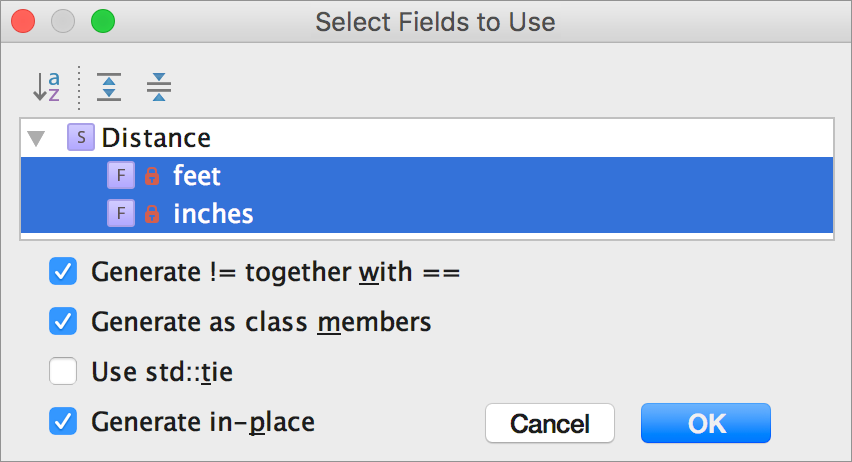 Select Fields to Use
a
z
S Distance
F feet
F inches
Generate != together with ==
Generate as class members
Use std::tie
Generate in-place
Cancel
OK